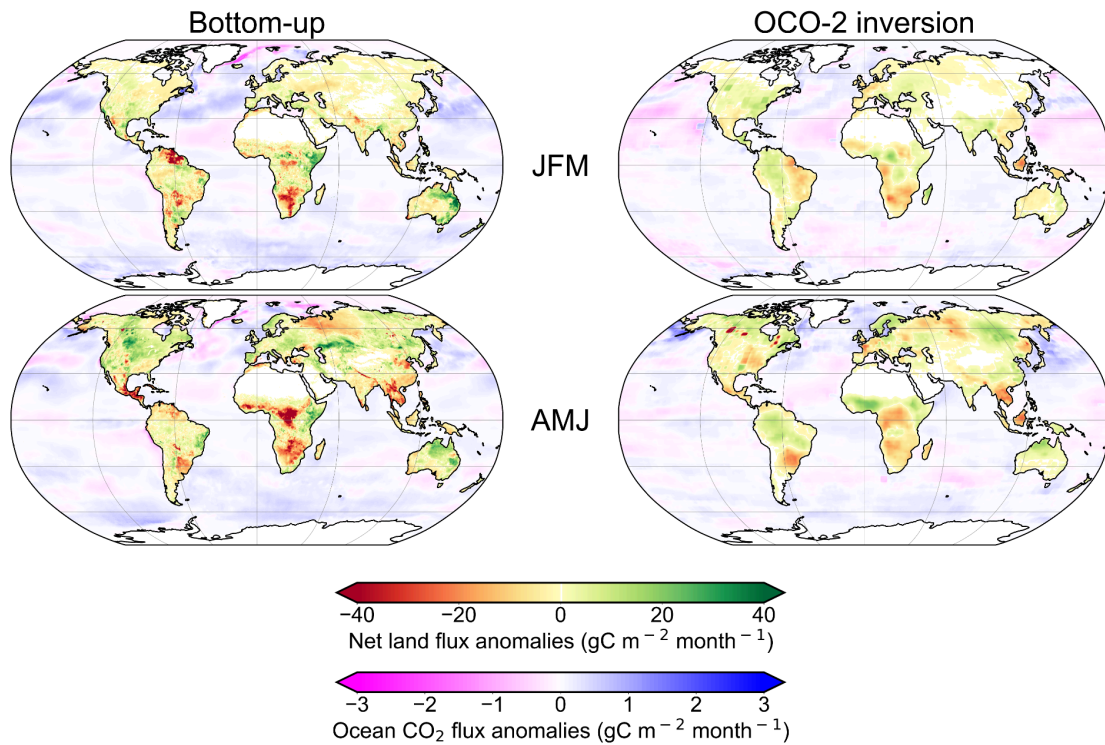 Bottom-up
OCO-2 inversion
JFM
AMJ
−40 −20 0 20 40
Net land flux anomalies (gC m⁻² month⁻¹)
−3 −2 −1 0 1 2 3
Ocean CO₂ flux anomalies (gC m⁻² month⁻¹)